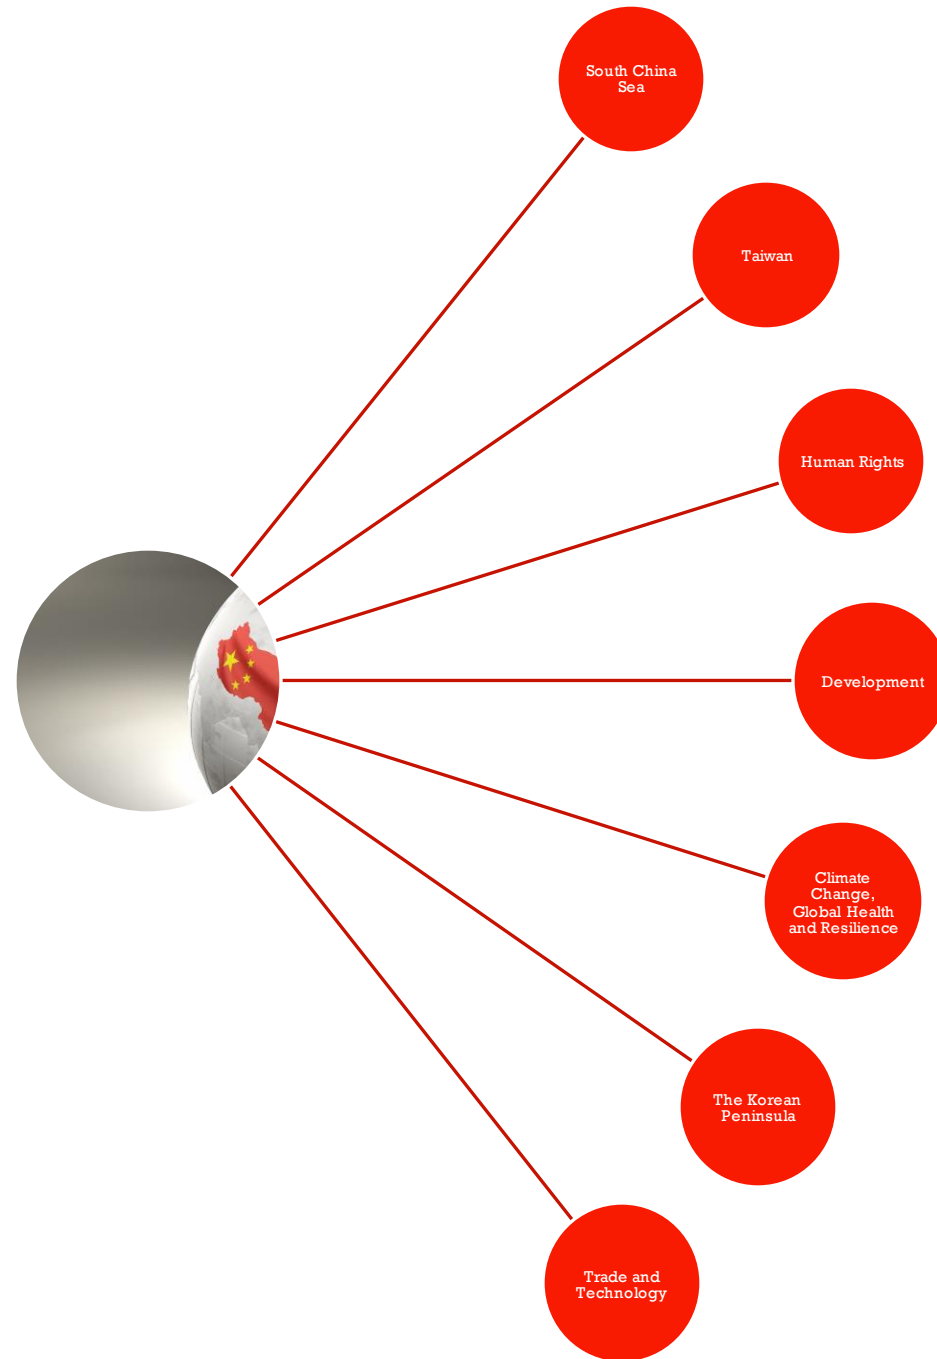 South China
Sea
Taiwan
Human Rights
Development
Climate
Change,
Global Health
and Resilience
The Korean
Peninsula
Trade and
Technology